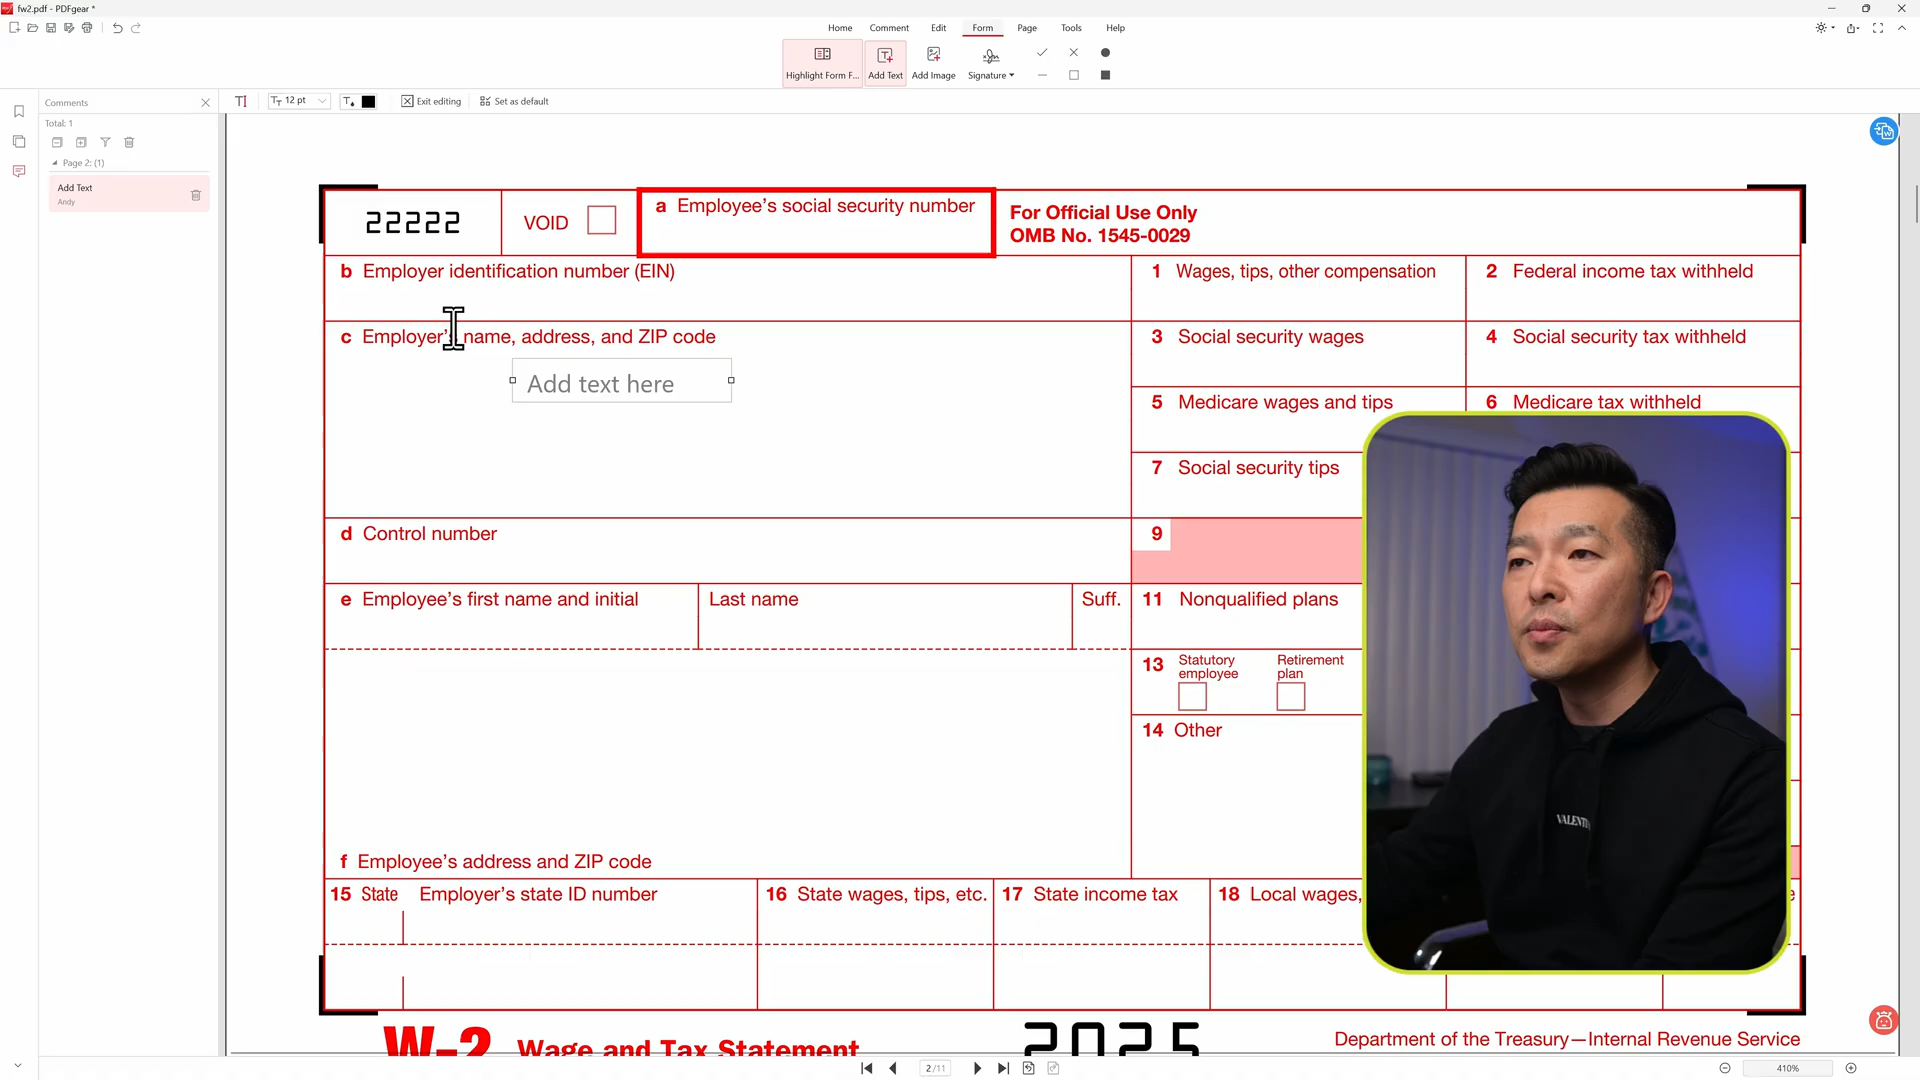 fw2.pdf - PDFgear *
Home Comment Edit Form Page Tools Help
Highlight Form F... Add Text Add Image Signature
Comments
12 pt
Exit editing
Set as default
Total: 1
Page 2: (1)
Add Text
Andy
22222
VOID
a Employee's social security number
For Official Use Only
OMB No. 1545-0029
b Employer identification number (EIN)
1 Wages, tips, other compensation
2 Federal income tax withheld
c Employer's name, address, and ZIP code
3 Social security wages
4 Social security tax withheld
Add text here
5 Medicare wages and tips
6 Medicare tax withheld
7 Social security tips
d Control number
9
e Employee's first name and initial
Last name
Suff.
11 Nonqualified plans
13 Statutory employee
Retirement plan
14 Other
f Employee's address and ZIP code
15 State Employer's state ID number
16 State wages, tips, etc.
17 State income tax
18 Local wages,
W-2 Wage and Tax Statement
2025
Department of the Treasury—Internal Revenue Service
2/11
410%